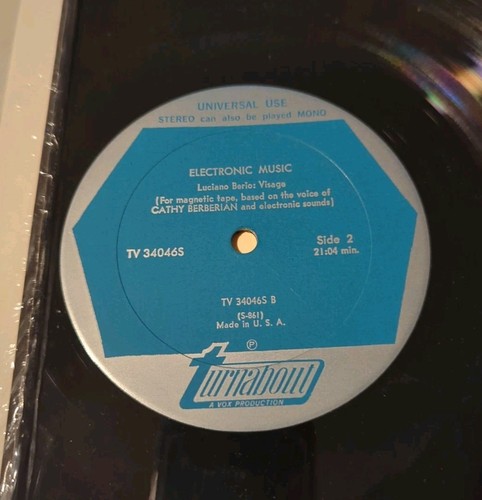 UNIVERSAL USE
STEREO can also be played MONO
ELECTRONIC MUSIC
Luciano Berio: Visage
(For magnetic tape, based on the voice of
CATHY BERBERIAN and electronic sounds)
TV 34046S
Side 2
21:04 min.
TV 34046S B
(S-861)
Made in U. S. A.
℗
turnabout
A VOX PRODUCTION